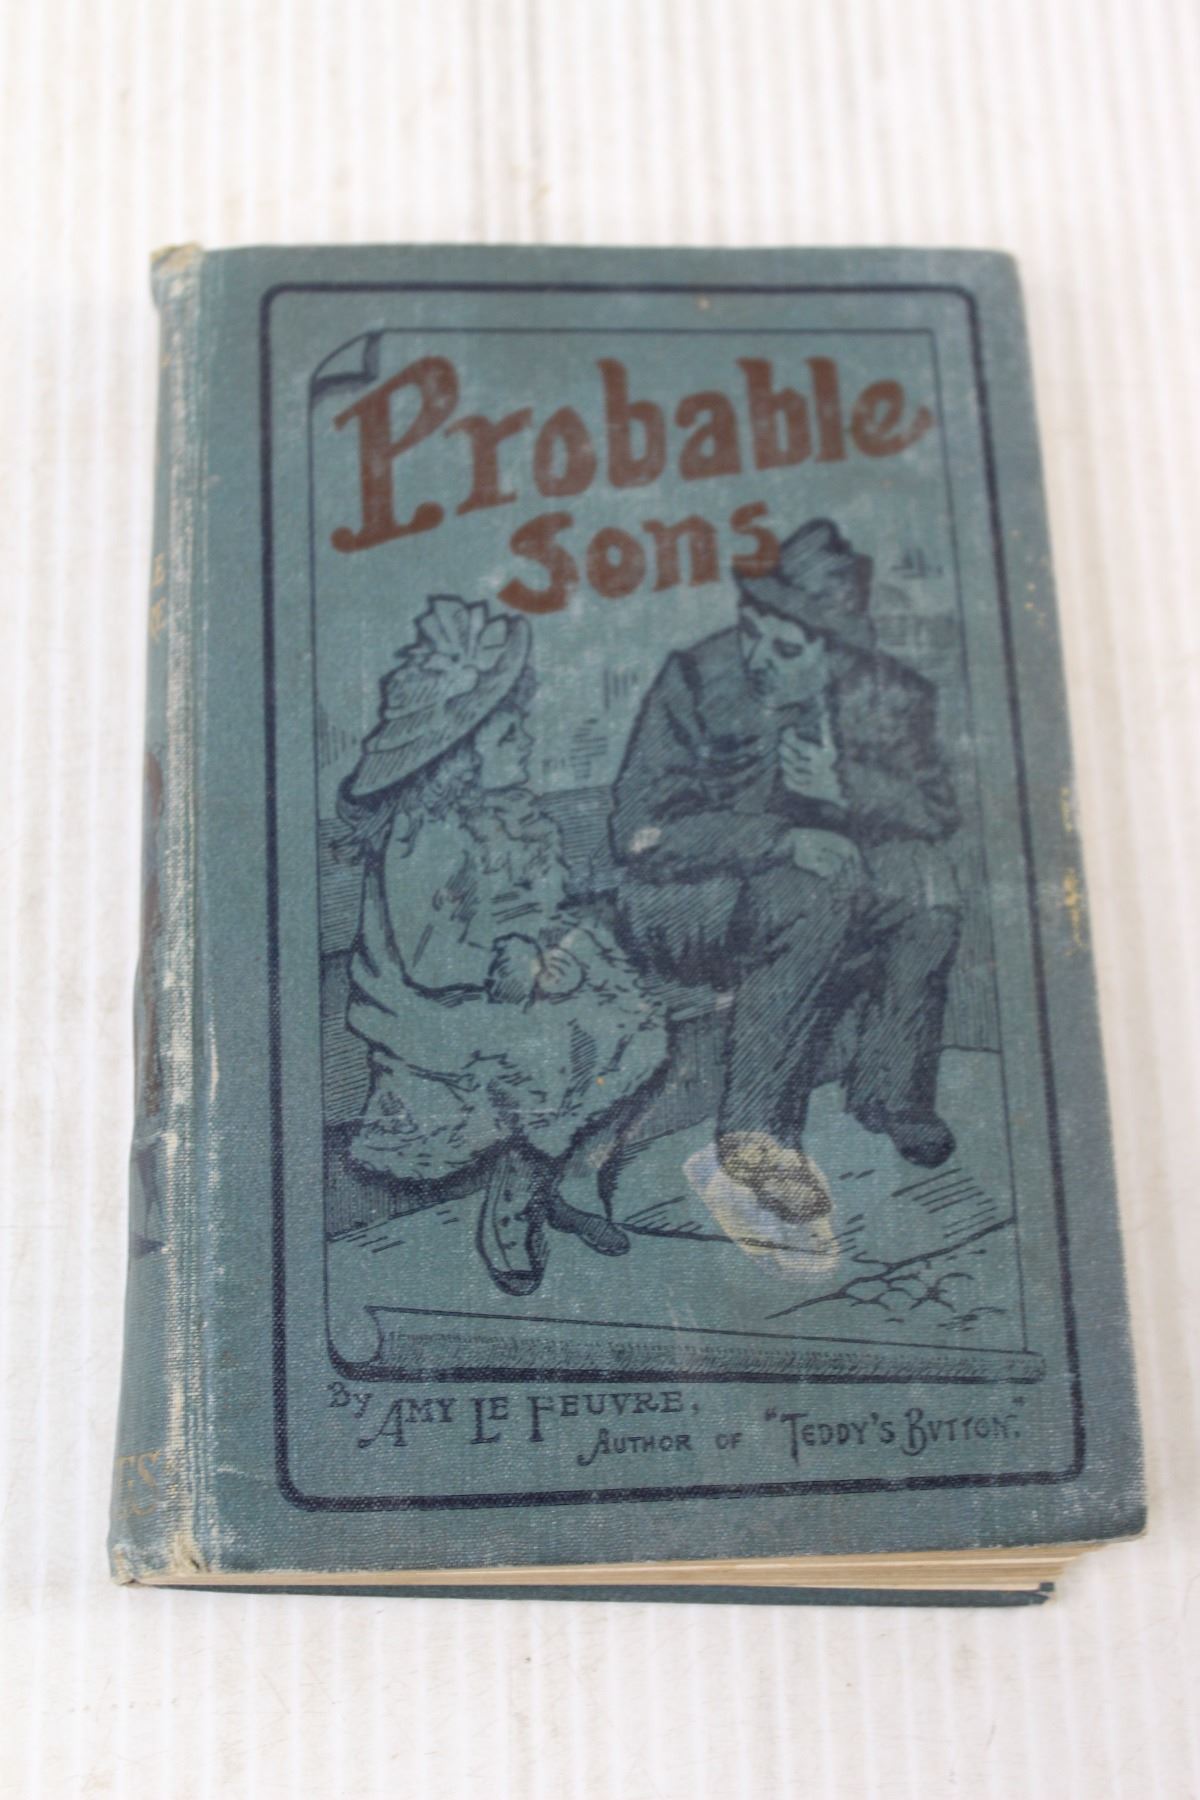 Probable
Sons
By AMY LE FEUVRE,
AUTHOR OF "TEDDY'S BUTTON."